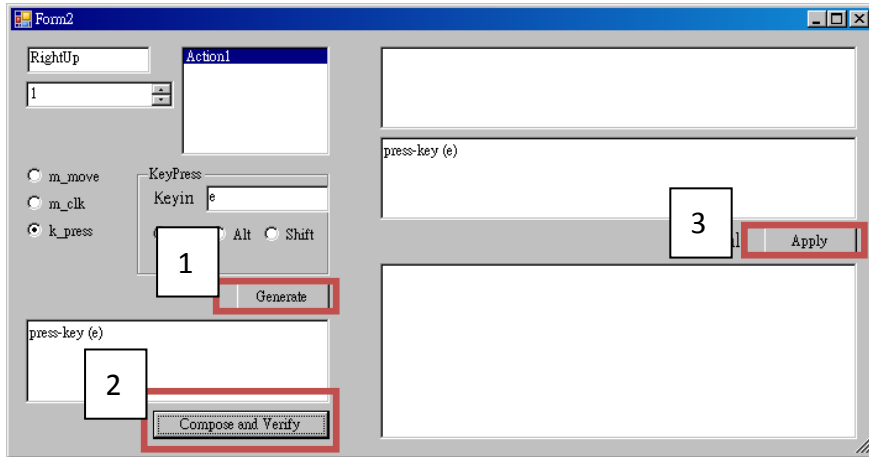 Form2
RightUp
Action1
1
press-key (e)
m_move
KeyPress
m_clk
Keyin e
k_press
Alt Shift
1
3
Apply
Generate
press-key (e)
2
Compose and Verify